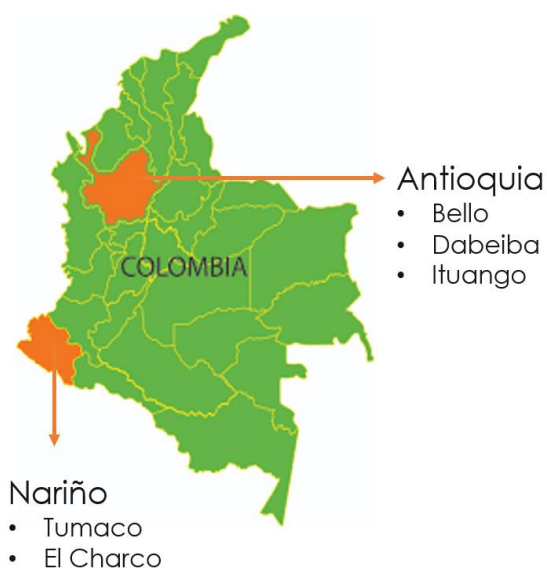 Antioquia
• Bello
• Dabeiba
• Ituango
COLOMBIA
Nariño
• Tumaco
• El Charco